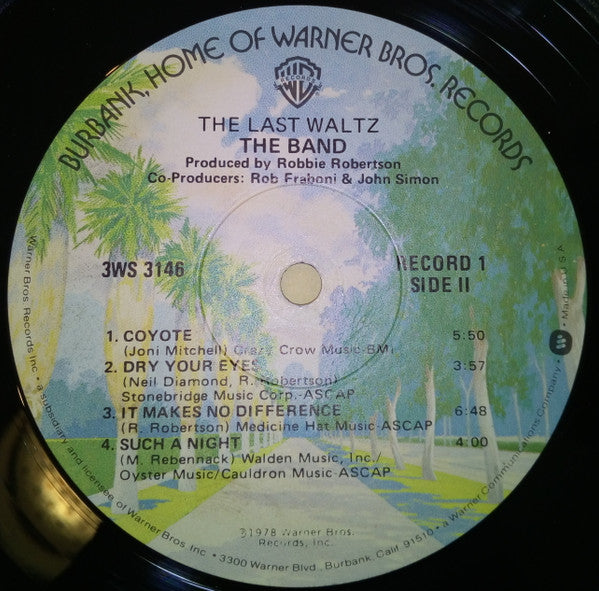 BURBANK, HOME OF WARNER BROS. RECORDS
WB
RECORDS
THE LAST WALTZ
THE BAND
Produced by Robbie Robertson
Co-Producers: Rob Fraboni & John Simon
3WS 3146
RECORD 1
SIDE II
1. COYOTE 5:50
(Joni Mitchell) Crazy Crow Music-BMI
2. DRY YOUR EYES 3:57
(Neil Diamond, R. Robertson)
Stonebridge Music Corp.-ASCAP
3. IT MAKES NO DIFFERENCE 6:48
(R. Robertson) Medicine Hat Music-ASCAP
4. SUCH A NIGHT 4:00
(M. Rebennack) Walden Music, Inc./
Oyster Music/Cauldron Music-ASCAP
℗1978 Warner Bros.
Records, Inc.
Warner Bros. Records Inc. • a subsidiary and licensee of Warner Bros. Inc. • 3300 Warner Blvd., Burbank, Calif. 91510 • a Warner Communications Company • Made in U.S.A.